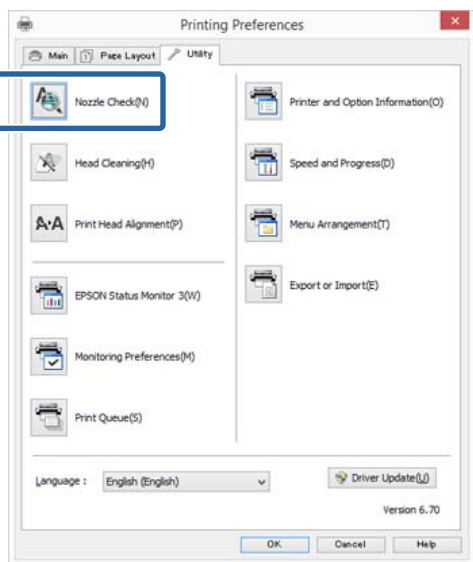 Printing Preferences
Main
Page Layout
Utility
Nozzle Check(N)
Head Cleaning(H)
Print Head Alignment(P)
EPSON Status Monitor 3(W)
Monitoring Preferences(M)
Print Queue(S)
Printer and Option Information(O)
Speed and Progress(D)
Menu Arrangement(T)
Export or Import(E)
Language : English (English)
Driver Update(U)
Version 6.70
OK Cancel Help